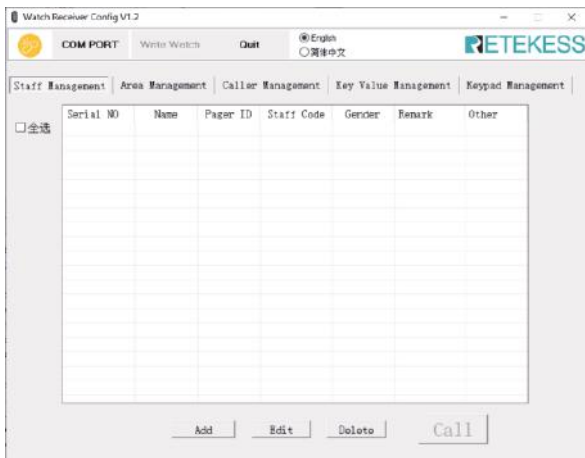 Watch Receiver Config V1.2
COM PORT Write Watch Quit English RETEKESS
简体中文
Staff Management Area Management Caller Management Key Value Management Keypad Management
Serial NO Name Pager ID Staff Code Gender Remark Other
全选
Add Edit Delete Call